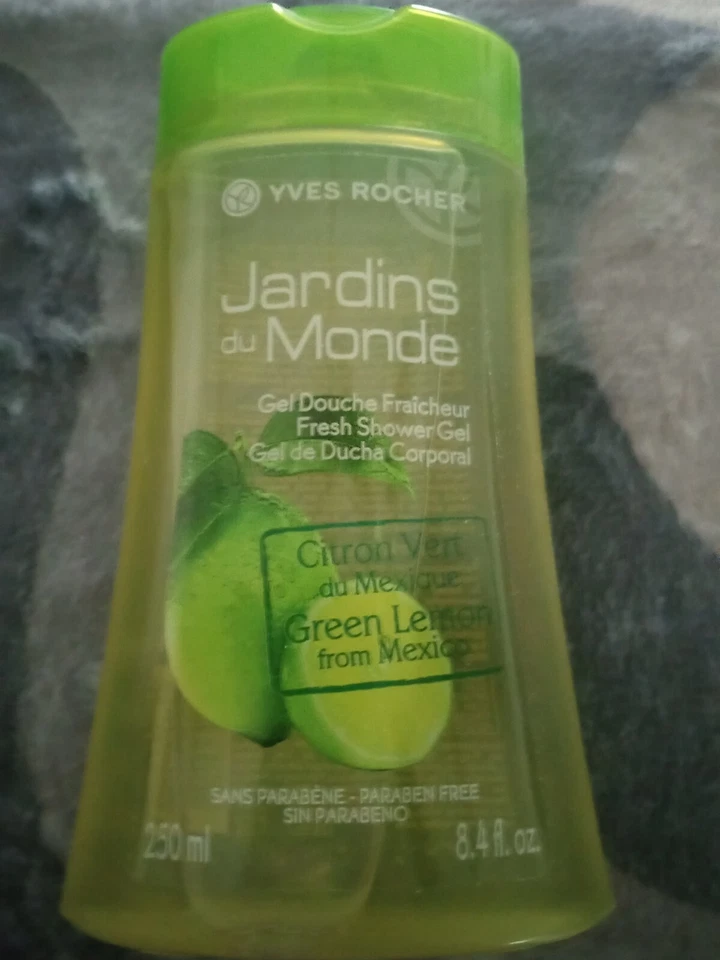 YVES ROCHER
Jardins
du Monde
Gel Douche Fraîcheur
Fresh Shower Gel
Gel de Ducha Corporal
Citron Vert
du Mexique
Green Lemon
from Mexico
SANS PARABÈNE - PARABEN FREE
SIN PARABENO
250 ml 8.4 fl. oz.